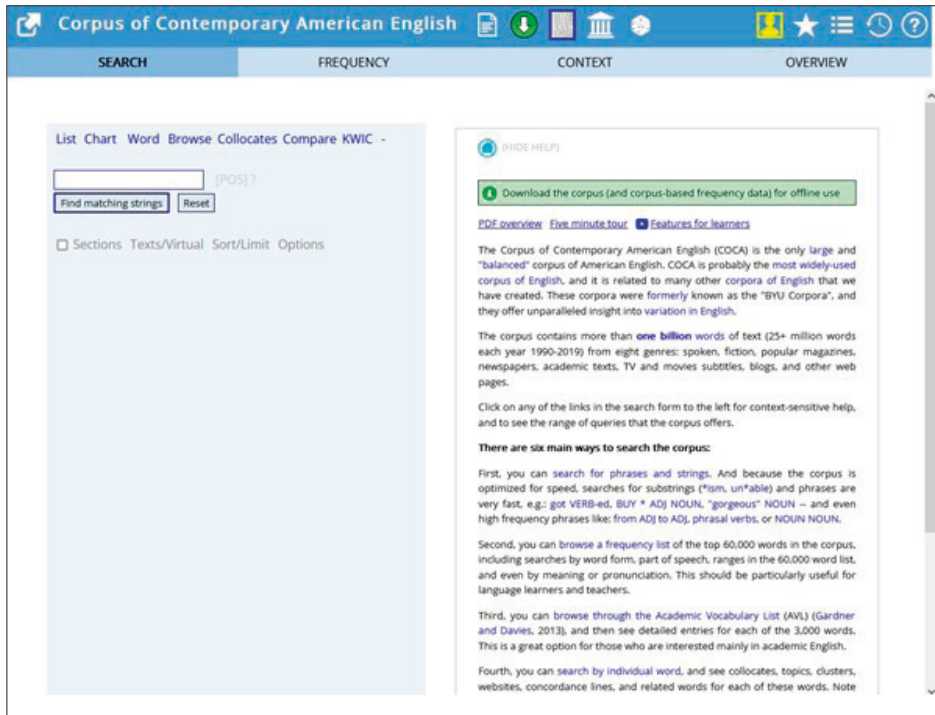 Corpus of Contemporary American English
SEARCH FREQUENCY CONTEXT OVERVIEW
List Chart Word Browse Collocates Compare KWIC -
[POS] ?
Find matching strings Reset
Sections Texts/Virtual Sort/Limit Options
(HIDE HELP)
Download the corpus (and corpus-based frequency data) for offline use
PDF overview Five minute tour Features for learners
The Corpus of Contemporary American English (COCA) is the only large and
"balanced" corpus of American English. COCA is probably the most widely-used
corpus of English, and it is related to many other corpora of English that we
have created. These corpora were formerly known as the "BYU Corpora", and
they offer unparalleled insight into variation in English.
The corpus contains more than one billion words of text (25+ million words
each year 1990-2019) from eight genres: spoken, fiction, popular magazines,
newspapers, academic texts, TV and movies subtitles, blogs, and other web
pages.
Click on any of the links in the search form to the left for context-sensitive help,
and to see the range of queries that the corpus offers.
There are six main ways to search the corpus:
First, you can search for phrases and strings. And because the corpus is
optimized for speed, searches for substrings (*ism, un*able) and phrases are
very fast, e.g.: got VERB-ed, BUY * ADJ NOUN, "gorgeous" NOUN -- and even
high frequency phrases like: from ADJ to ADJ, phrasal verbs, or NOUN NOUN.
Second, you can browse a frequency list of the top 60,000 words in the corpus,
including searches by word form, part of speech, ranges in the 60,000 word list,
and even by meaning or pronunciation. This should be particularly useful for
language learners and teachers.
Third, you can browse through the Academic Vocabulary List (AVL) (Gardner
and Davies, 2013), and then see detailed entries for each of the 3,000 words.
This is a great option for those who are interested mainly in academic English.
Fourth, you can search by individual word, and see collocates, topics, clusters,
websites, concordance lines, and related words for each of these words. Note